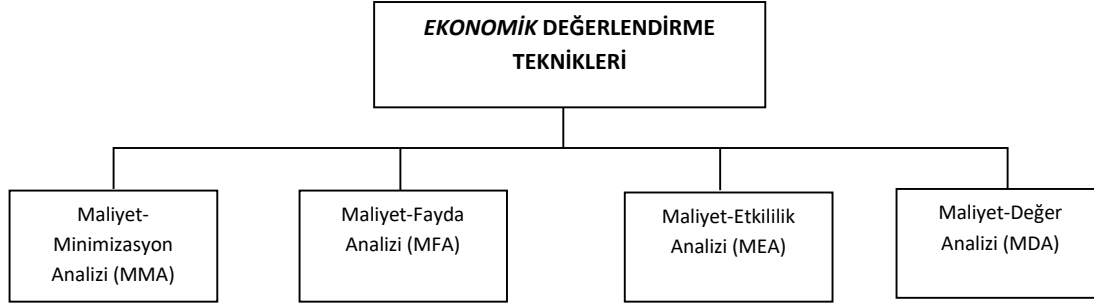 EKONOMİK DEĞERLENDİRME
TEKNİKLERİ
Maliyet-
Minimizasyon
Analizi (MMA)
Maliyet-Fayda
Analizi (MFA)
Maliyet-Etkililik
Analizi (MEA)
Maliyet-Değer
Analizi (MDA)